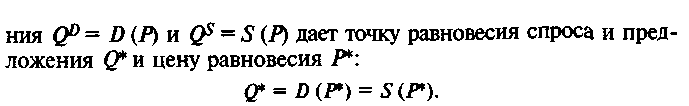 ния Q^D = D (P) и Q^S = S (P) дает точку равновесия спроса и пред-
ложения Q* и цену равновесия P*:
Q* = D (P*) = S (P*).